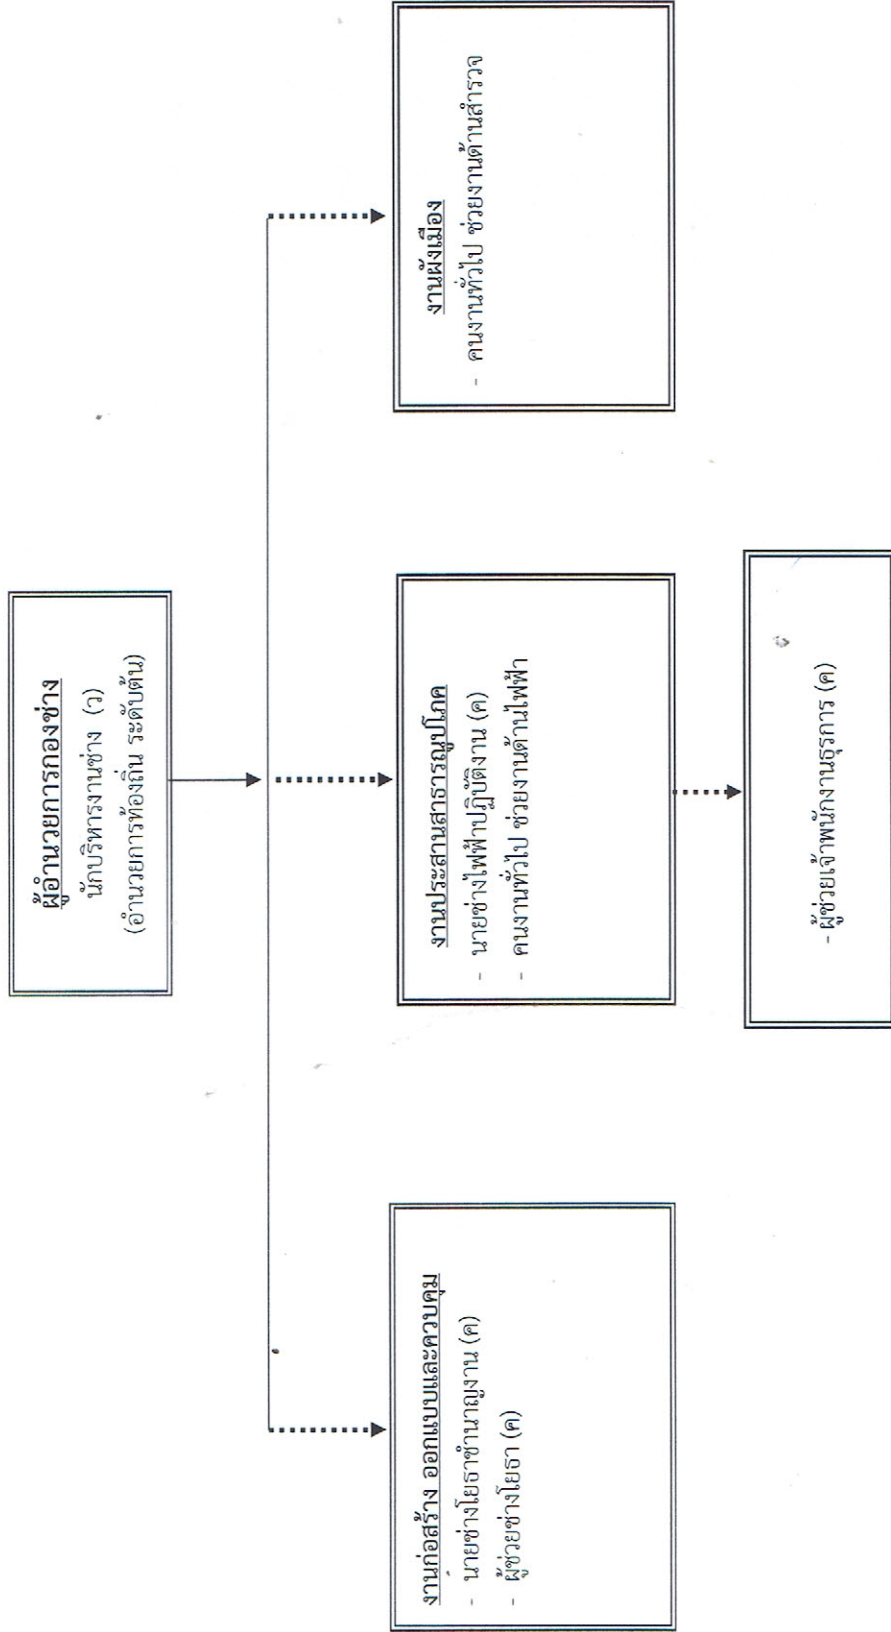 ผู้อำนวยการกองช่าง
นักบริหารงานช่าง (ว)
(อำนวยการท้องถิ่น ระดับต้น)
งานก่อสร้าง ออกแบบและควบคุม
- นายช่างโยธาชำนาญงาน (ค)
- ผู้ช่วยช่างโยธา (ค)
งานประสานสาธารณูปโภค
- นายช่างไฟฟ้าปฏิบัติงาน (ค)
- คนงานทั่วไป ช่วยงานด้านไฟฟ้า
งานผังเมือง
- คนงานทั่วไป ช่วยงานด้านสำรวจ
- ผู้ช่วยเจ้าพนักงานธุรการ (ค)